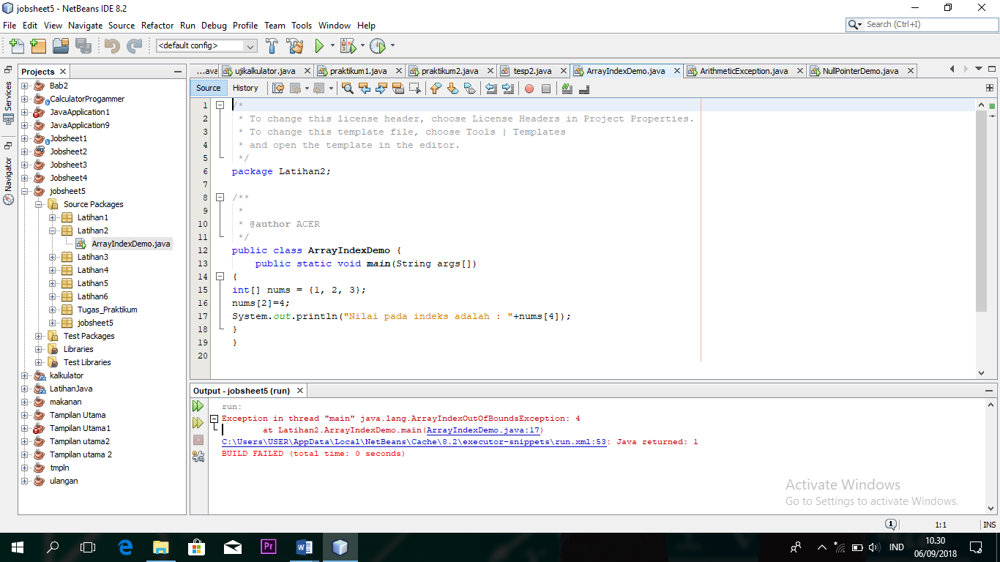 jobsheet5 - NetBeans IDE 8.2
File Edit View Navigate Source Refactor Run Debug Profile Team Tools Window Help
Search (Ctrl+I)
<default config>
Services
Navigator
Projects
Bab2
CalculatorProgammer
JavaApplication1
JavaApplication9
Jobsheet1
Jobsheet2
Jobsheet3
Jobsheet4
jobsheet5
Source Packages
Latihan1
Latihan2
ArrayIndexDemo.java
Latihan3
Latihan4
Latihan5
Latihan6
Tugas_Praktikum
jobsheet5
Test Packages
Libraries
Test Libraries
kalkulator
LatihanJava
makanan
Tampilan Utama
Tampilan Utama1
Tampilan utama2
Tampilan utama 2
tmpln
ulangan
...ava ujikalkulator.java praktikum1.java praktikum2.java tesp2.java ArrayIndexDemo.java ArithmeticException.java NullPointerDemo.java
Source History
1 /*
2 * To change this license header, choose License Headers in Project Properties.
3 * To change this template file, choose Tools | Templates
4 * and open the template in the editor.
5 */
6 package Latihan2;
7
8 /**
9 *
10 * @author ACER
11 */
12 public class ArrayIndexDemo {
13 public static void main(String args[])
14 {
15 int[] nums = {1, 2, 3};
16 nums[2]=4;
17 System.out.println("Nilai pada indeks adalah : "+nums[4]);
18 }
19 }
20
Output - jobsheet5 (run)
run:
Exception in thread "main" java.lang.ArrayIndexOutOfBoundsException: 4
at Latihan2.ArrayIndexDemo.main(ArrayIndexDemo.java:17)
C:\Users\USER\AppData\Local\NetBeans\Cache\8.2\executor-snippets\run.xml:53: Java returned: 1
BUILD FAILED (total time: 0 seconds)
Activate Windows
Go to Settings to activate Windows.
1 1:1 INS
Pr
IND
10.30
06/09/2018